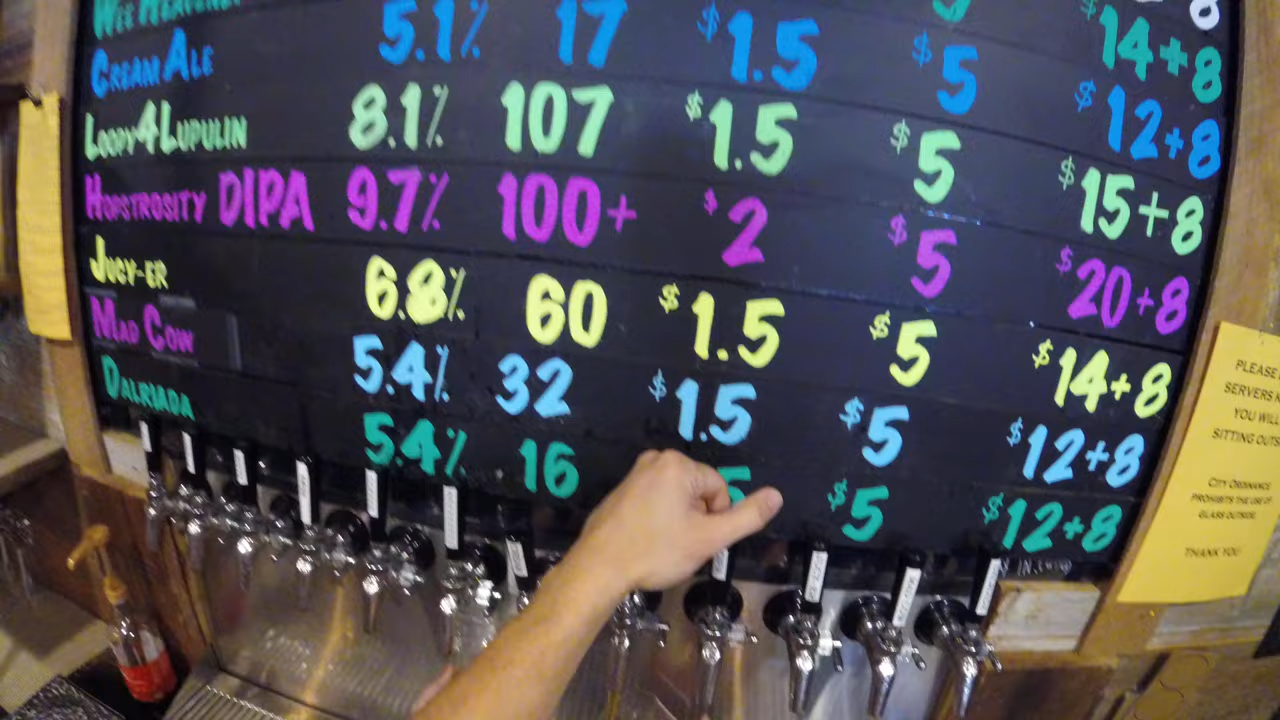 Wee Heavenly
Cream Ale 5.1% 17 $1.5 $5 $14+8
Loopy4Lupulin 8.1% 107 $1.5 $5 $12+8
Hopstrosity DIPA 9.7% 100+ $2 $5 $15+8
Jucy-er 6.8% 60 $1.5 $5 $20+8
Mad Cow 5.4% 32 $1.5 $5 $14+8
Dalriada 5.4% 16 5 $5 $12+8
$12+8
PLEASE
SERVERS
YOU WILL
SITTING OUTS
CITY ORDINANCE
PROHIBITS THE USE OF
GLASS OUTSIDE.
THANK YOU